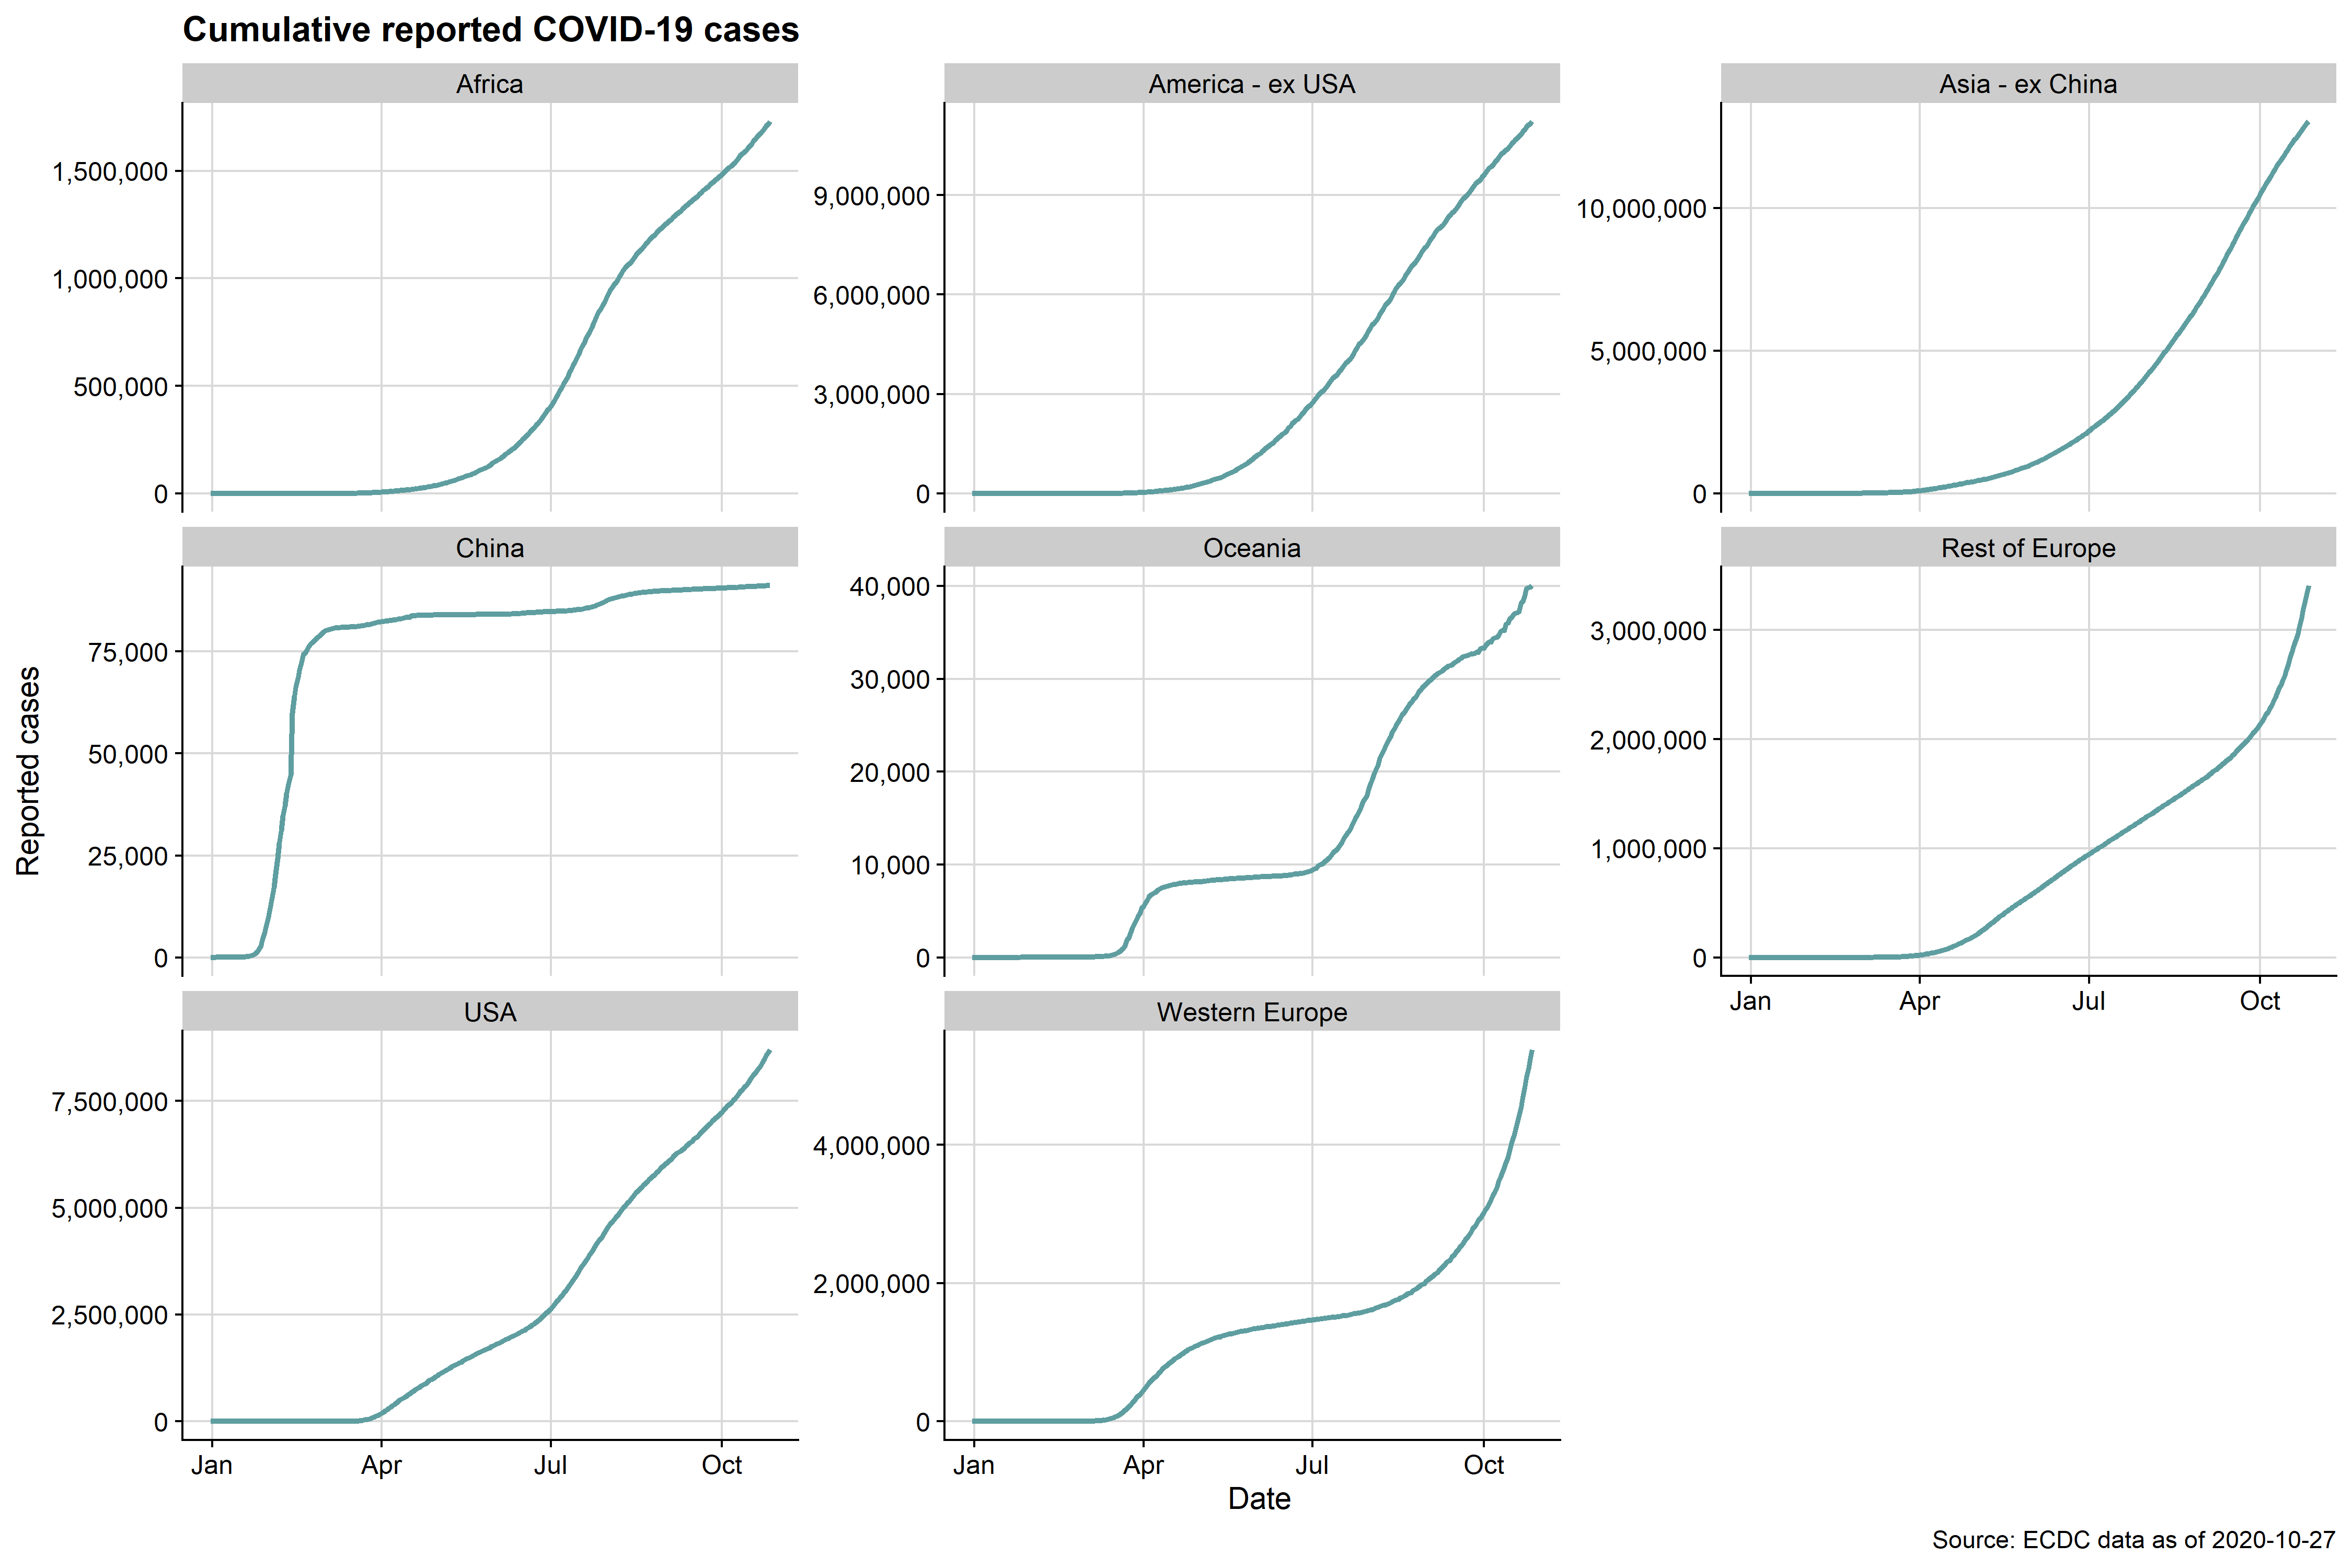 Cumulative reported COVID-19 cases
Africa
1,500,000
1,000,000
500,000
0
America - ex USA
9,000,000
6,000,000
3,000,000
0
Asia - ex China
10,000,000
5,000,000
0
Reported cases
China
75,000
50,000
25,000
0
Oceania
40,000
30,000
20,000
10,000
0
Rest of Europe
3,000,000
2,000,000
1,000,000
0
Jan Apr Jul Oct
USA
7,500,000
5,000,000
2,500,000
0
Jan Apr Jul Oct
Western Europe
4,000,000
2,000,000
0
Jan Apr Jul Oct
Date
Source: ECDC data as of 2020-10-27